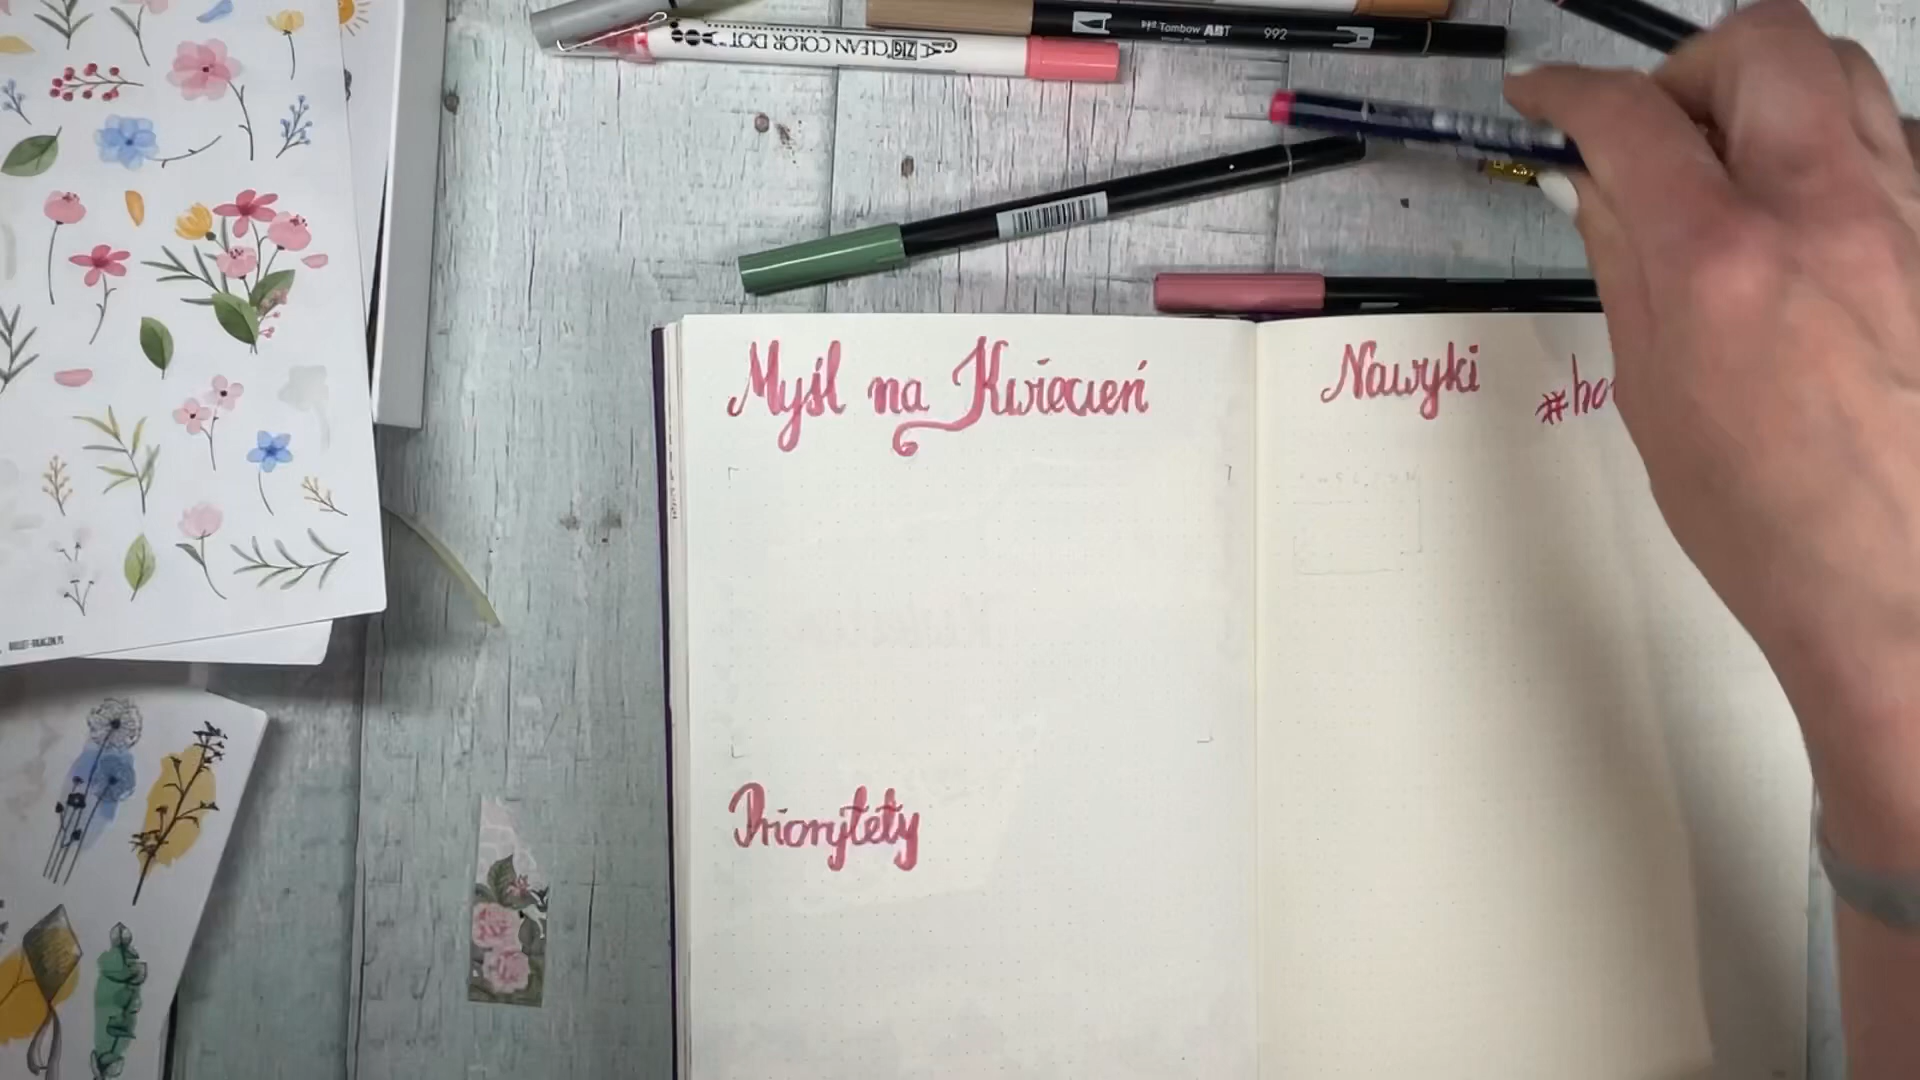 ZIG CLEAN COLOR DOT
Tombow ABT
992
Myśl na Kwiecień
Nawyki
Priorytety